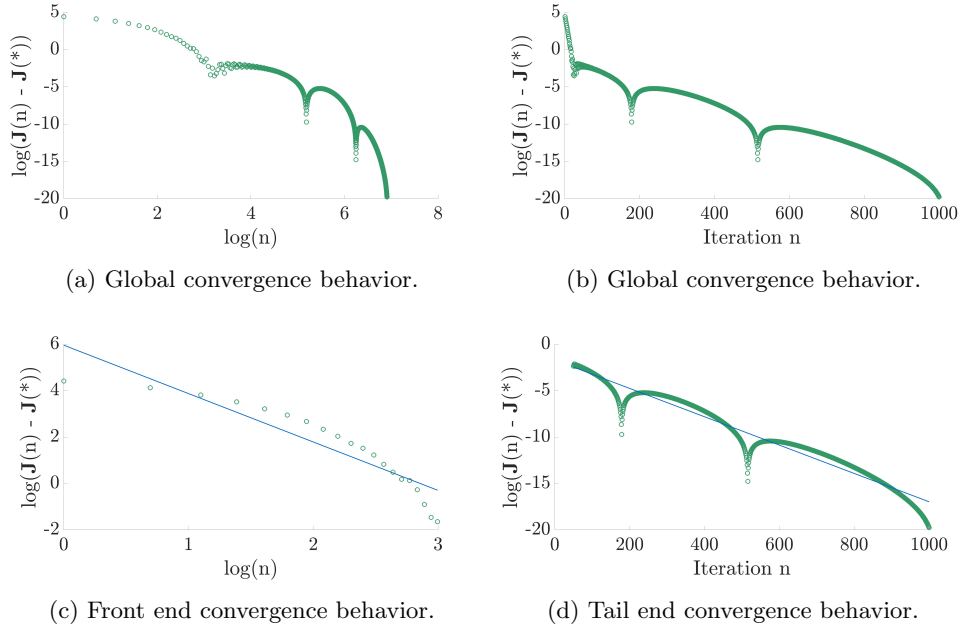 log(J(n) - J(*))
5
0
-5
-10
-15
-20
0 2 4 6 8
log(n)
(a) Global convergence behavior.
log(J(n) - J(*))
5
0
-5
-10
-15
-20
0 200 400 600 800 1000
Iteration n
(b) Global convergence behavior.
log(J(n) - J(*))
6
4
2
0
-2
0 1 2 3
log(n)
(c) Front end convergence behavior.
log(J(n) - J(*))
0
-5
-10
-15
-20
200 400 600 800 1000
Iteration n
(d) Tail end convergence behavior.